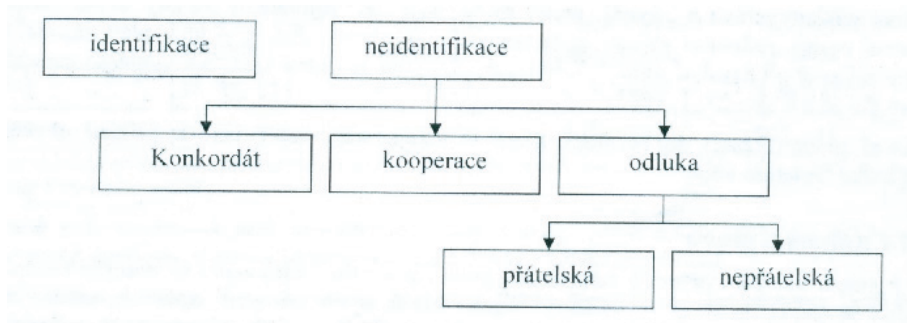 identifikace
neidentifikace
Konkordát
kooperace
odluka
přátelská
nepřátelská